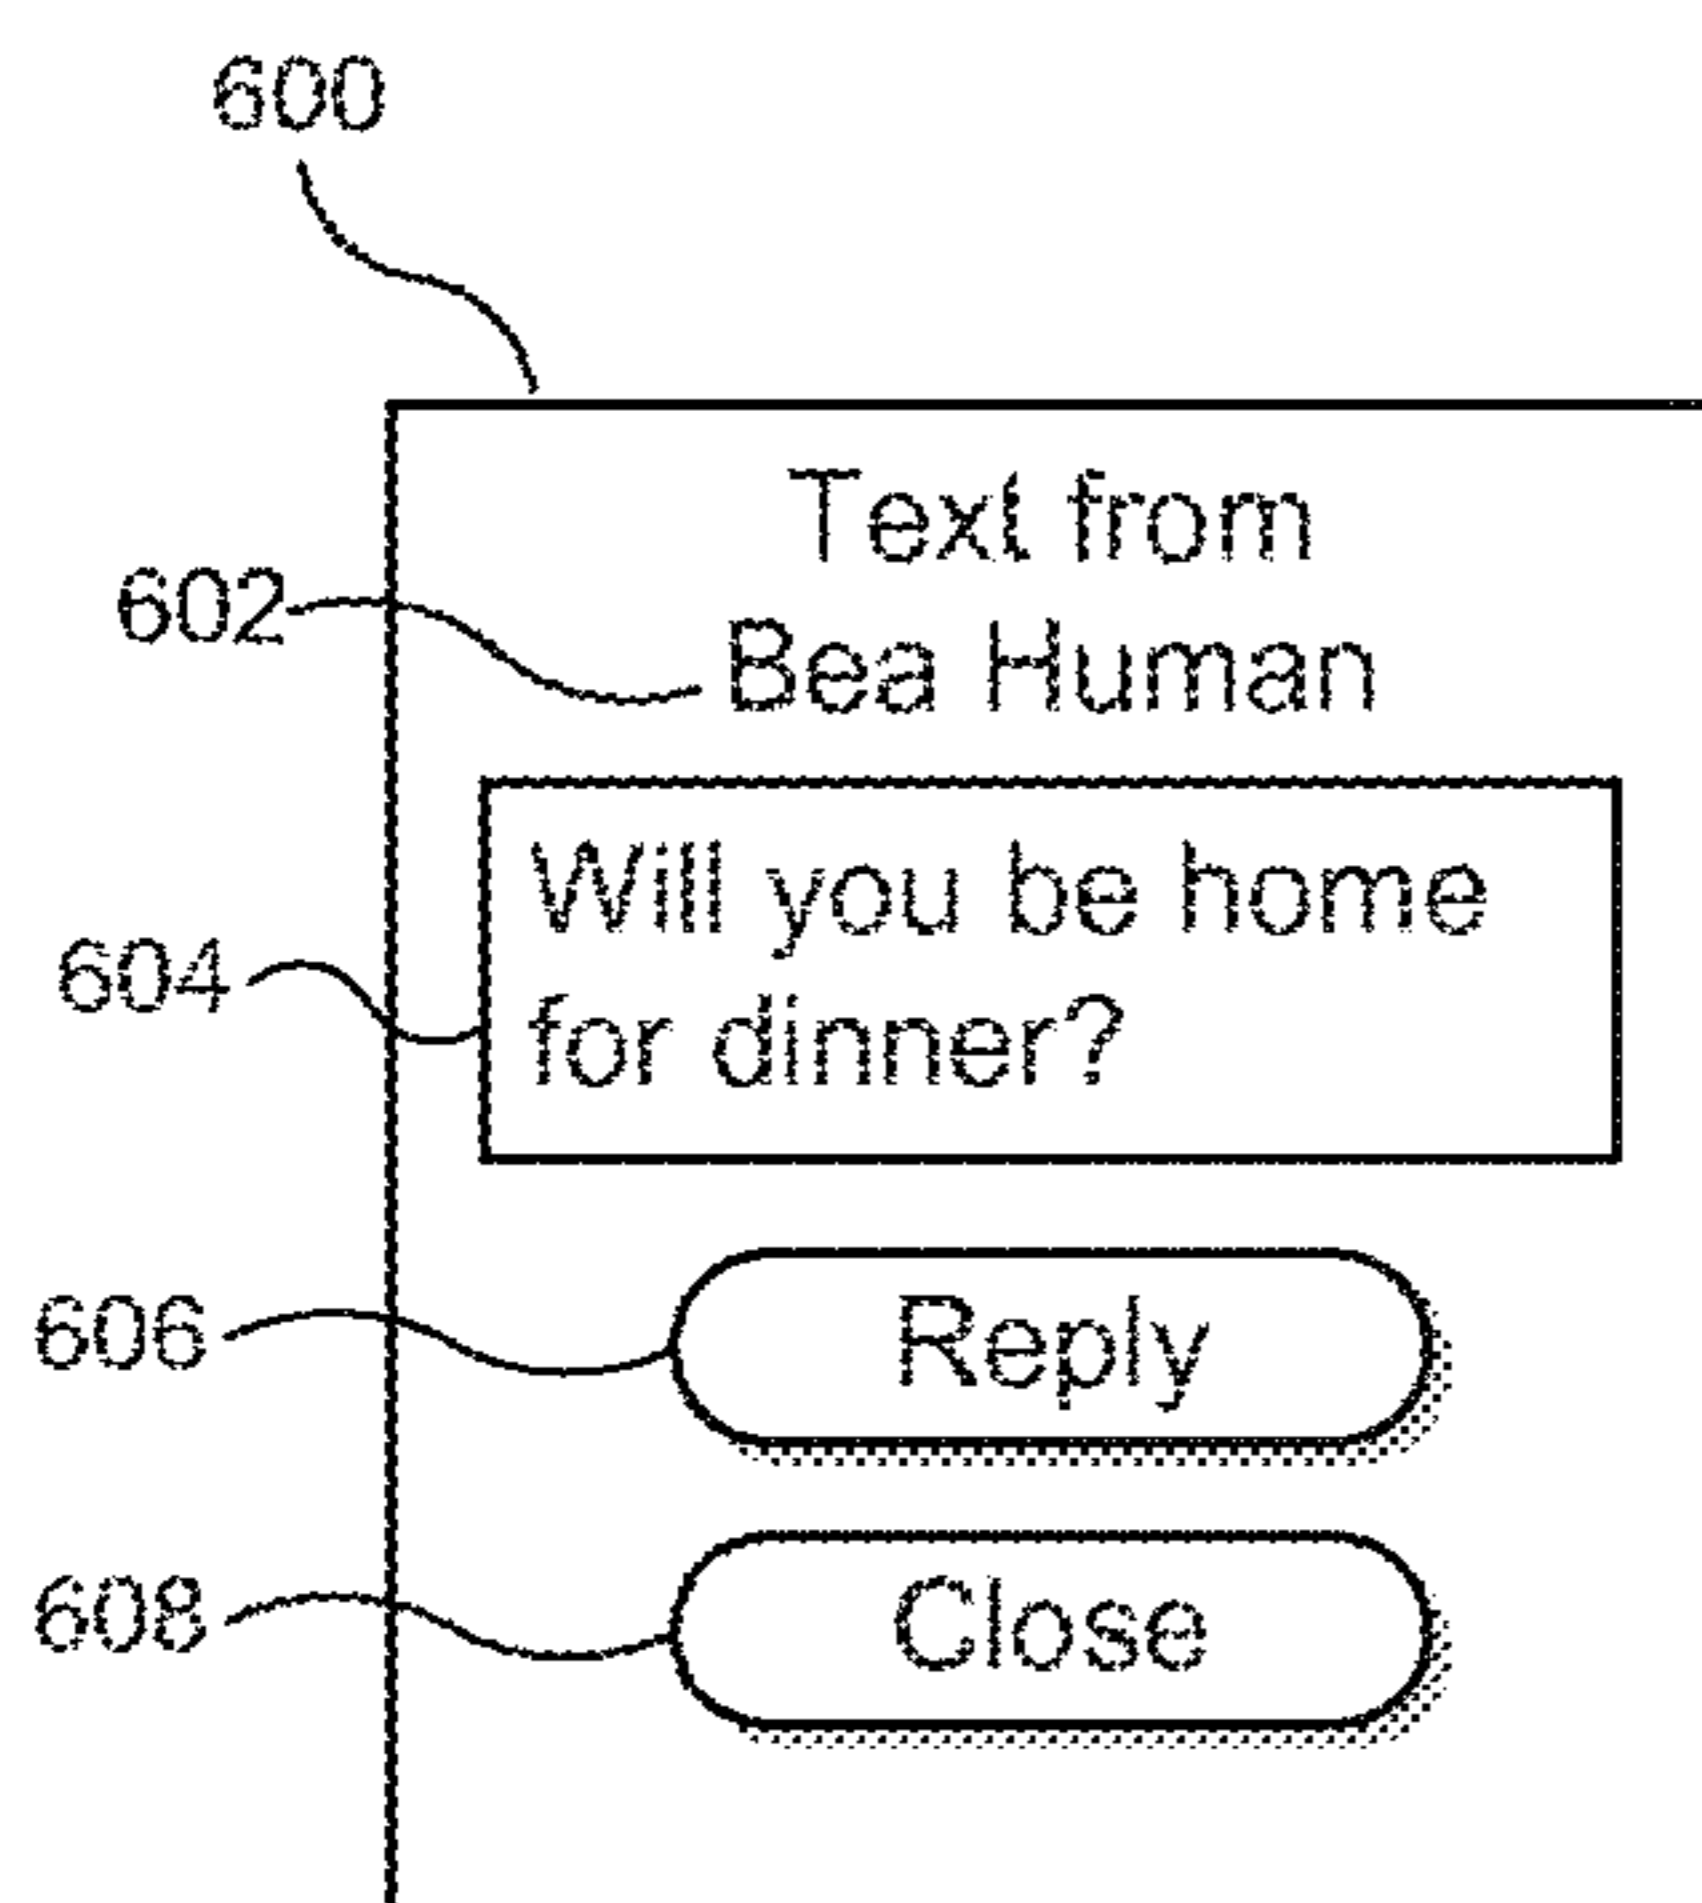 600
Text from
602 Bea Human
Will you be home
604
for dinner?
606 Reply
608 Close